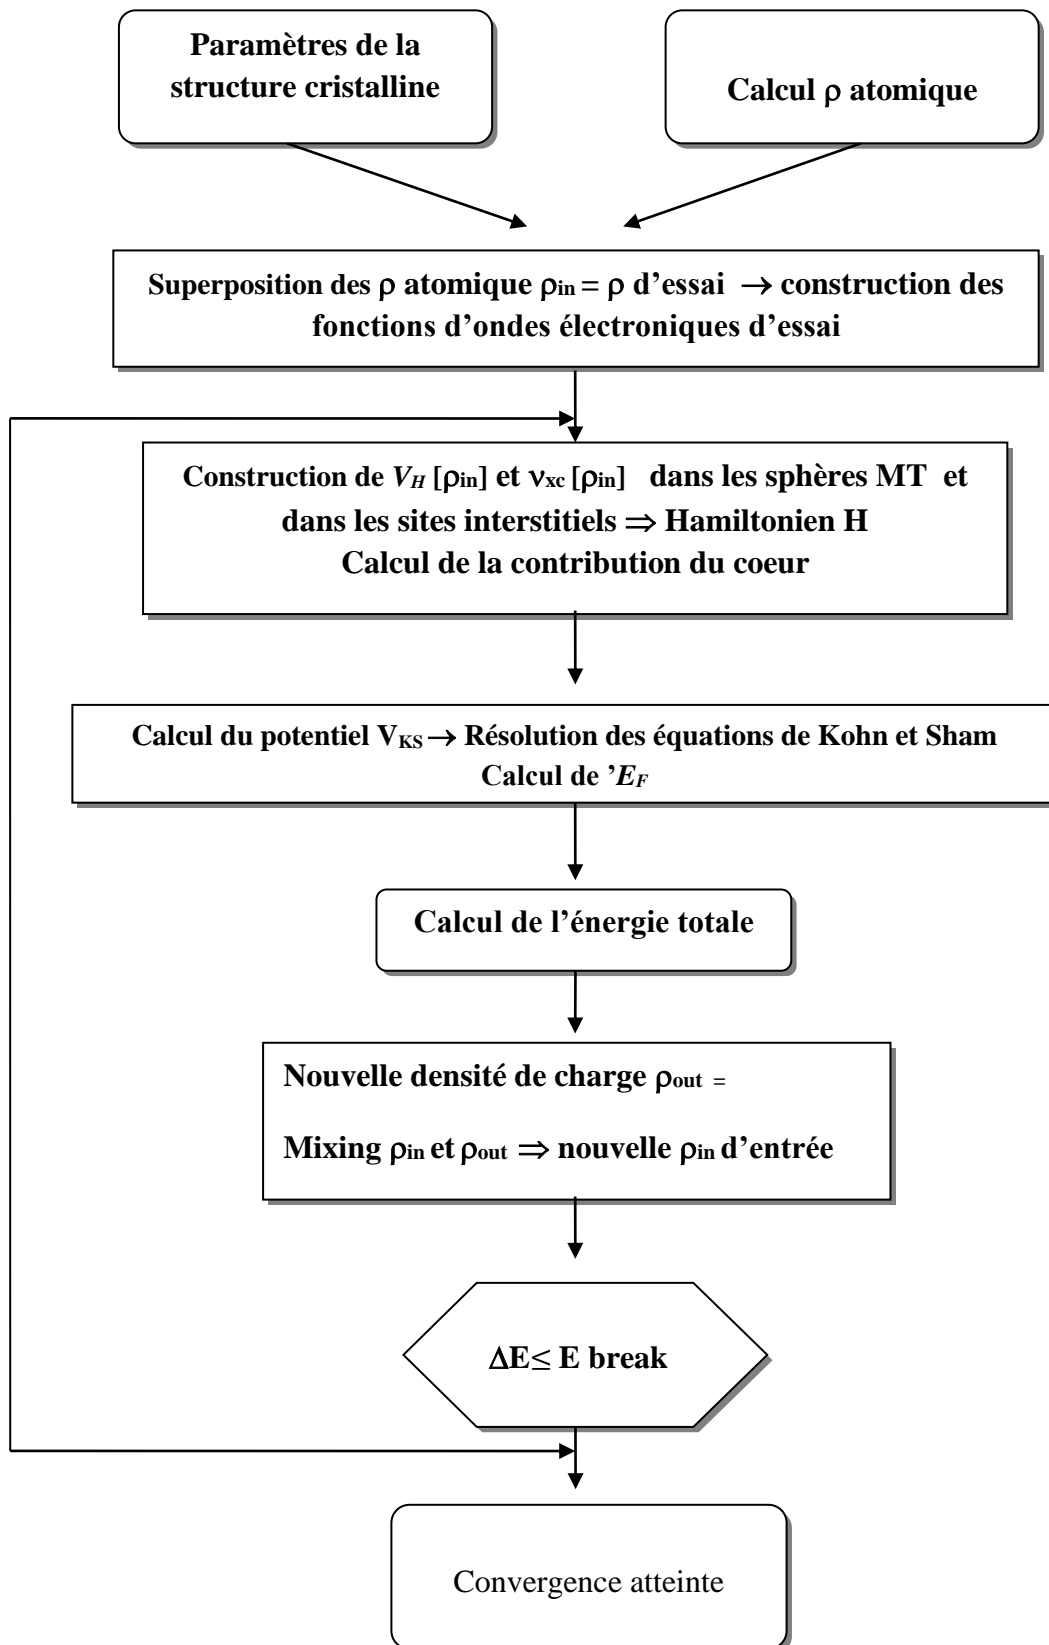 Paramètres de la
structure cristalline
Calcul ρ atomique
Superposition des ρ atomique ρin = ρ d’essai → construction des
fonctions d’ondes électroniques d’essai
Construction de VH [ρin] et νxc [ρin] dans les sphères MT et
dans les sites interstitiels ⇒ Hamiltonien H
Calcul de la contribution du coeur
Calcul du potentiel VKS → Résolution des équations de Kohn et Sham
Calcul de ’EF
Calcul de l’énergie totale
Nouvelle densité de charge ρout =
Mixing ρin et ρout ⇒ nouvelle ρin d’entrée
ΔE≤ E break
Convergence atteinte